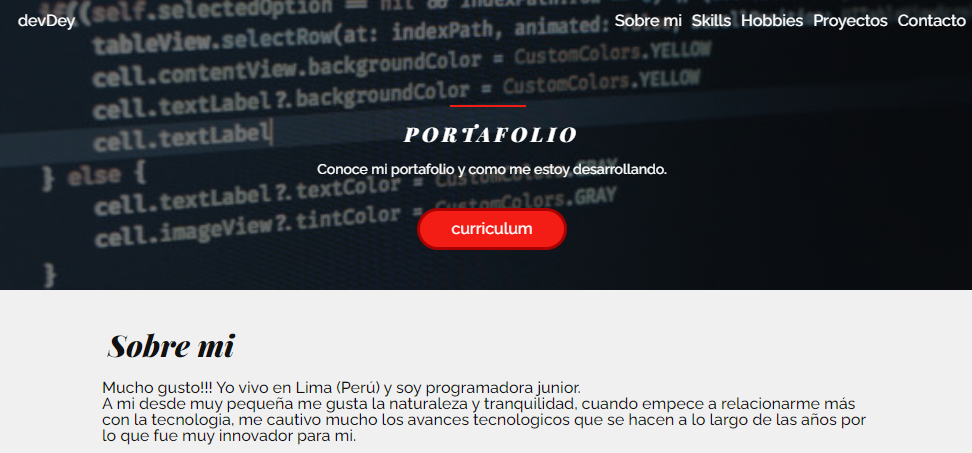 if((self.selectedOption == nil && indexPath.row
devDey
Sobre mi Skills Hobbies Proyectos Contacto
tableView.selectRow(at: indexPath, animated: false,
cell.contentView.backgroundColor = CustomColors.YELLOW
cell.textLabel?.backgroundColor = CustomColors.YELLOW
cell.textLabel
PORTAFOLIO
Conoce mi portafolio y como me estoy desarrollando.
} else {
cell.textLabel?.textColor = CustomColors.GRAY
cell.imageView?.tintColor = CustomColors.GRAY
curriculum
}
Sobre mi
Mucho gusto!!! Yo vivo en Lima (Perú) y soy programadora junior.
A mi desde muy pequeña me gusta la naturaleza y tranquilidad, cuando empece a relacionarme más
con la tecnologia, me cautivo mucho los avances tecnologicos que se hacen a lo largo de las años por
lo que fue muy innovador para mi.